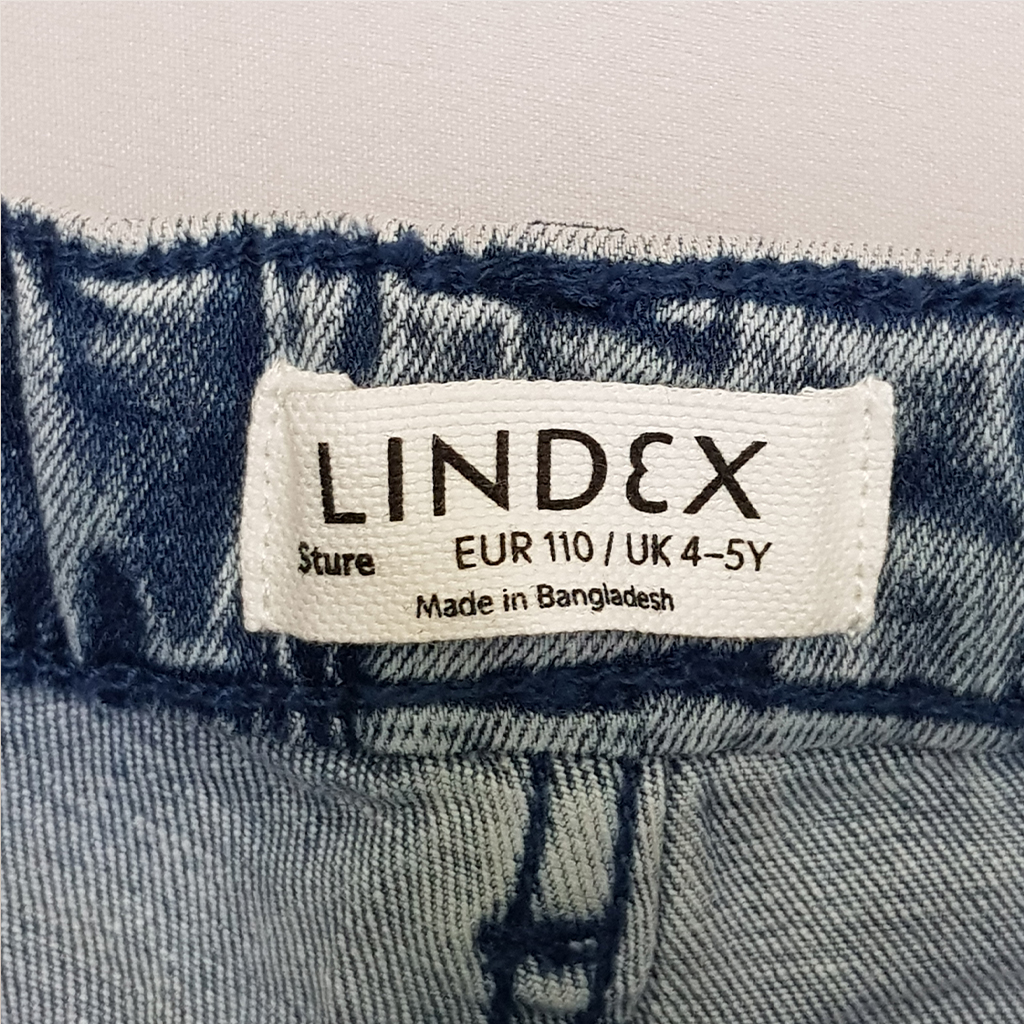 LINDEX
Sture EUR 110 / UK 4-5Y
Made in Bangladesh